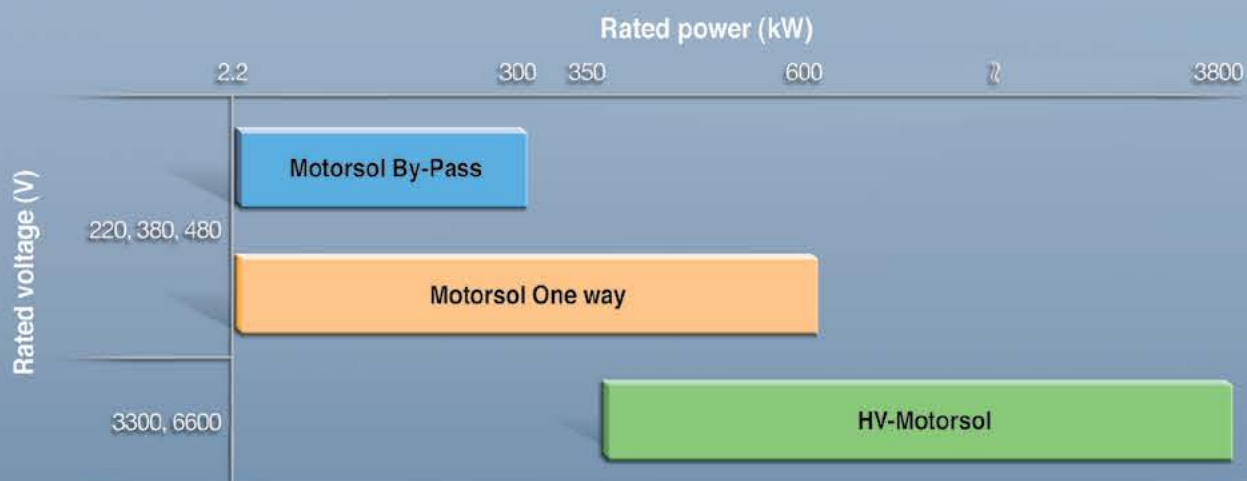 Rated power (kW)
2.2 300 350 600 ≀≀ 3800
Rated voltage (V)
Motorsol By-Pass
220, 380, 480
Motorsol One way
3300, 6600
HV-Motorsol